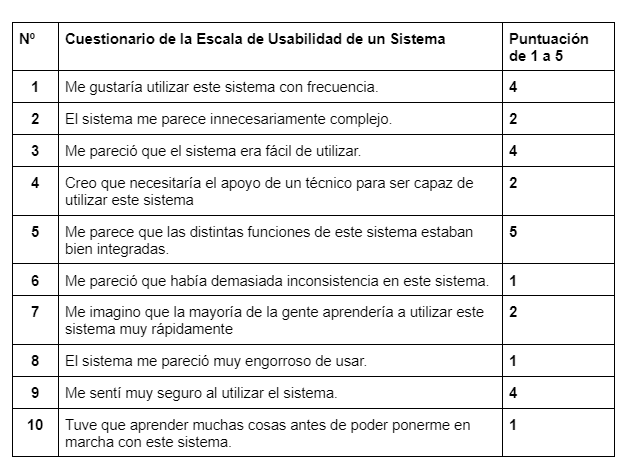 Nº Cuestionario de la Escala de Usabilidad de un Sistema Puntuación
de 1 a 5
1 Me gustaría utilizar este sistema con frecuencia. 4
2 El sistema me parece innecesariamente complejo. 2
3 Me pareció que el sistema era fácil de utilizar. 4
4 Creo que necesitaría el apoyo de un técnico para ser capaz de 2
utilizar este sistema
5 Me parece que las distintas funciones de este sistema estaban 5
bien integradas.
6 Me pareció que había demasiada inconsistencia en este sistema. 1
7 Me imagino que la mayoría de la gente aprendería a utilizar este 2
sistema muy rápidamente
8 El sistema me pareció muy engorroso de usar. 1
9 Me sentí muy seguro al utilizar el sistema. 4
10 Tuve que aprender muchas cosas antes de poder ponerme en 1
marcha con este sistema.